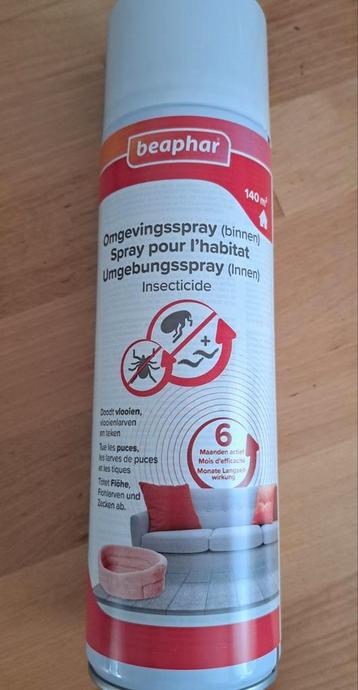 beaphar
140 m²
Omgevingsspray (binnen)
Spray pour l'habitat
Umgebungsspray (Innen)
Insecticide
Doodt vlooien,
vlooienlarven
en teken
Tue les puces,
les larves de puces
et les tiques
Tötet Flöhe,
Flohlarven und
Zecken ab.
6
Maanden actief
Mois d'efficacité
Monate Langzeit
wirkung